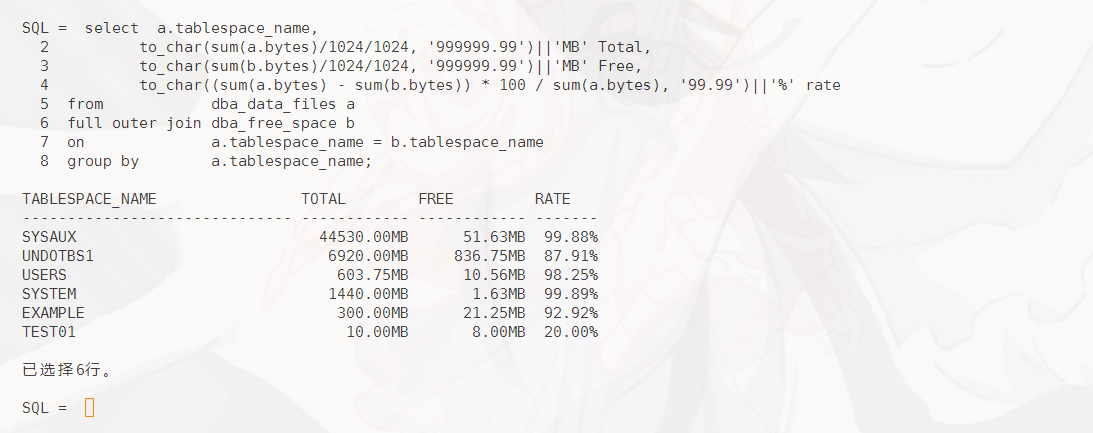 SQL =  select  a.tablespace_name,
  2          to_char(sum(a.bytes)/1024/1024, '999999.99')||'MB' Total,
  3          to_char(sum(b.bytes)/1024/1024, '999999.99')||'MB' Free,
  4          to_char((sum(a.bytes) - sum(b.bytes)) * 100 / sum(a.bytes), '99.99')||'%' rate
  5  from            dba_data_files a
  6  full outer join dba_free_space b
  7  on              a.tablespace_name = b.tablespace_name
  8  group by        a.tablespace_name;
TABLESPACE_NAME                TOTAL        FREE         RATE
------------------------------ ------------ ------------ -------
SYSAUX                           44530.00MB      51.63MB  99.88%
UNDOTBS1                          6920.00MB     836.75MB  87.91%
USERS                              603.75MB      10.56MB  98.25%
SYSTEM                            1440.00MB       1.63MB  99.89%
EXAMPLE                            300.00MB      21.25MB  92.92%
TEST01                              10.00MB       8.00MB  20.00%
已选择6行。
SQL =